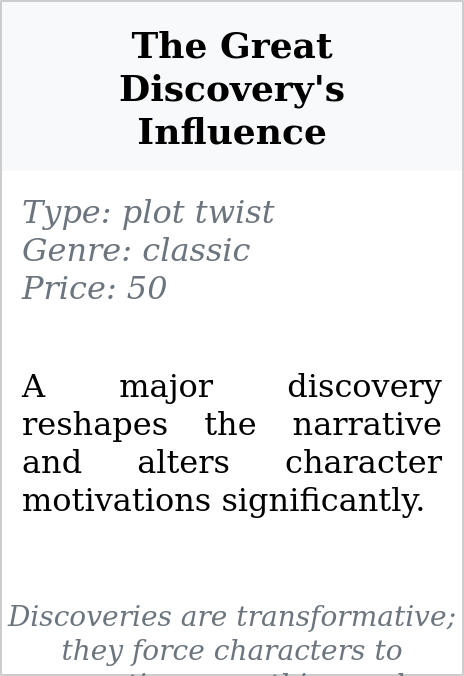 The Great
Discovery's
Influence
Type: plot twist
Genre: classic
Price: 50
A major discovery
reshapes the narrative
and alters character
motivations significantly.
Discoveries are transformative;
they force characters to